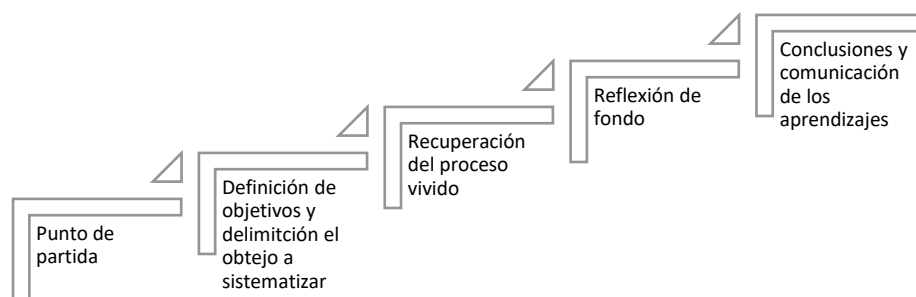 Punto de
partida
Definición de
objetivos y
delimitción el
obtejo a
sistematizar
Recuperación
del proceso
vivido
Reflexión de
fondo
Conclusiones y
comunicación
de los
aprendizajes